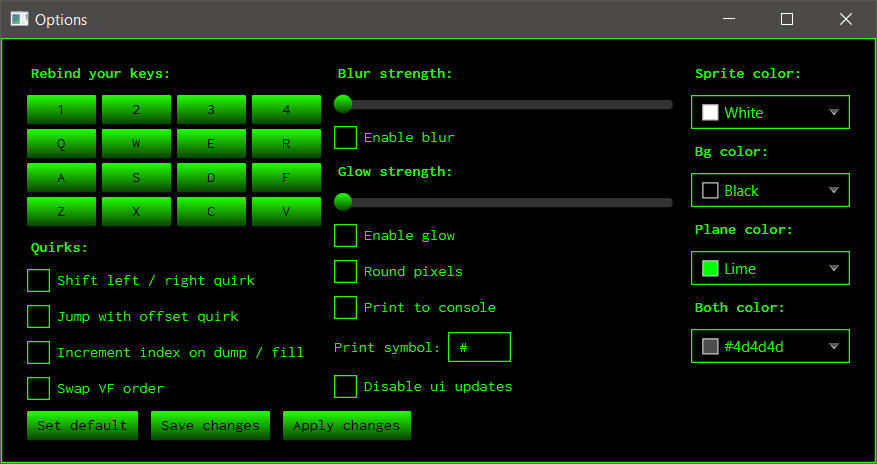 Options
Rebind your keys:
1 2 3 4
Q W E R
A S D F
Z X C V
Quirks:
Shift left / right quirk
Jump with offset quirk
Increment index on dump / fill
Swap VF order
Set default Save changes Apply changes
Blur strength:
Enable blur
Glow strength:
Enable glow
Round pixels
Print to console
Print symbol: #
Disable ui updates
Sprite color:
White
Bg color:
Black
Plane color:
Lime
Both color:
#4d4d4d